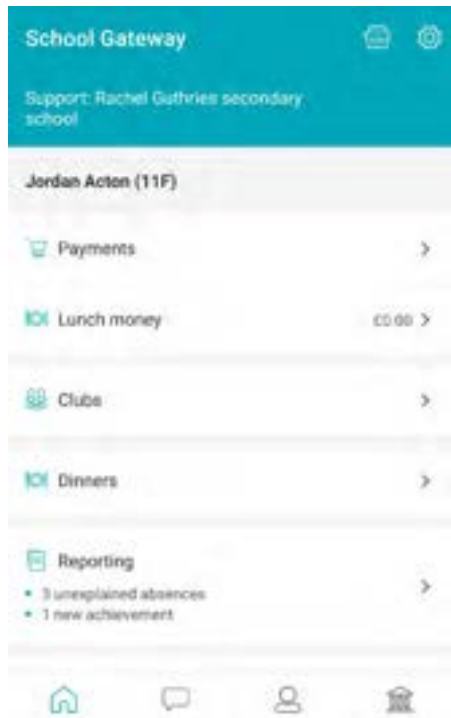 School Gateway
Support: Rachel Guthries secondary
school
Jordan Acton (11F)
Payments
Lunch money £0.00
Clubs
Dinners
Reporting
3 unexplained absences
1 new achievement